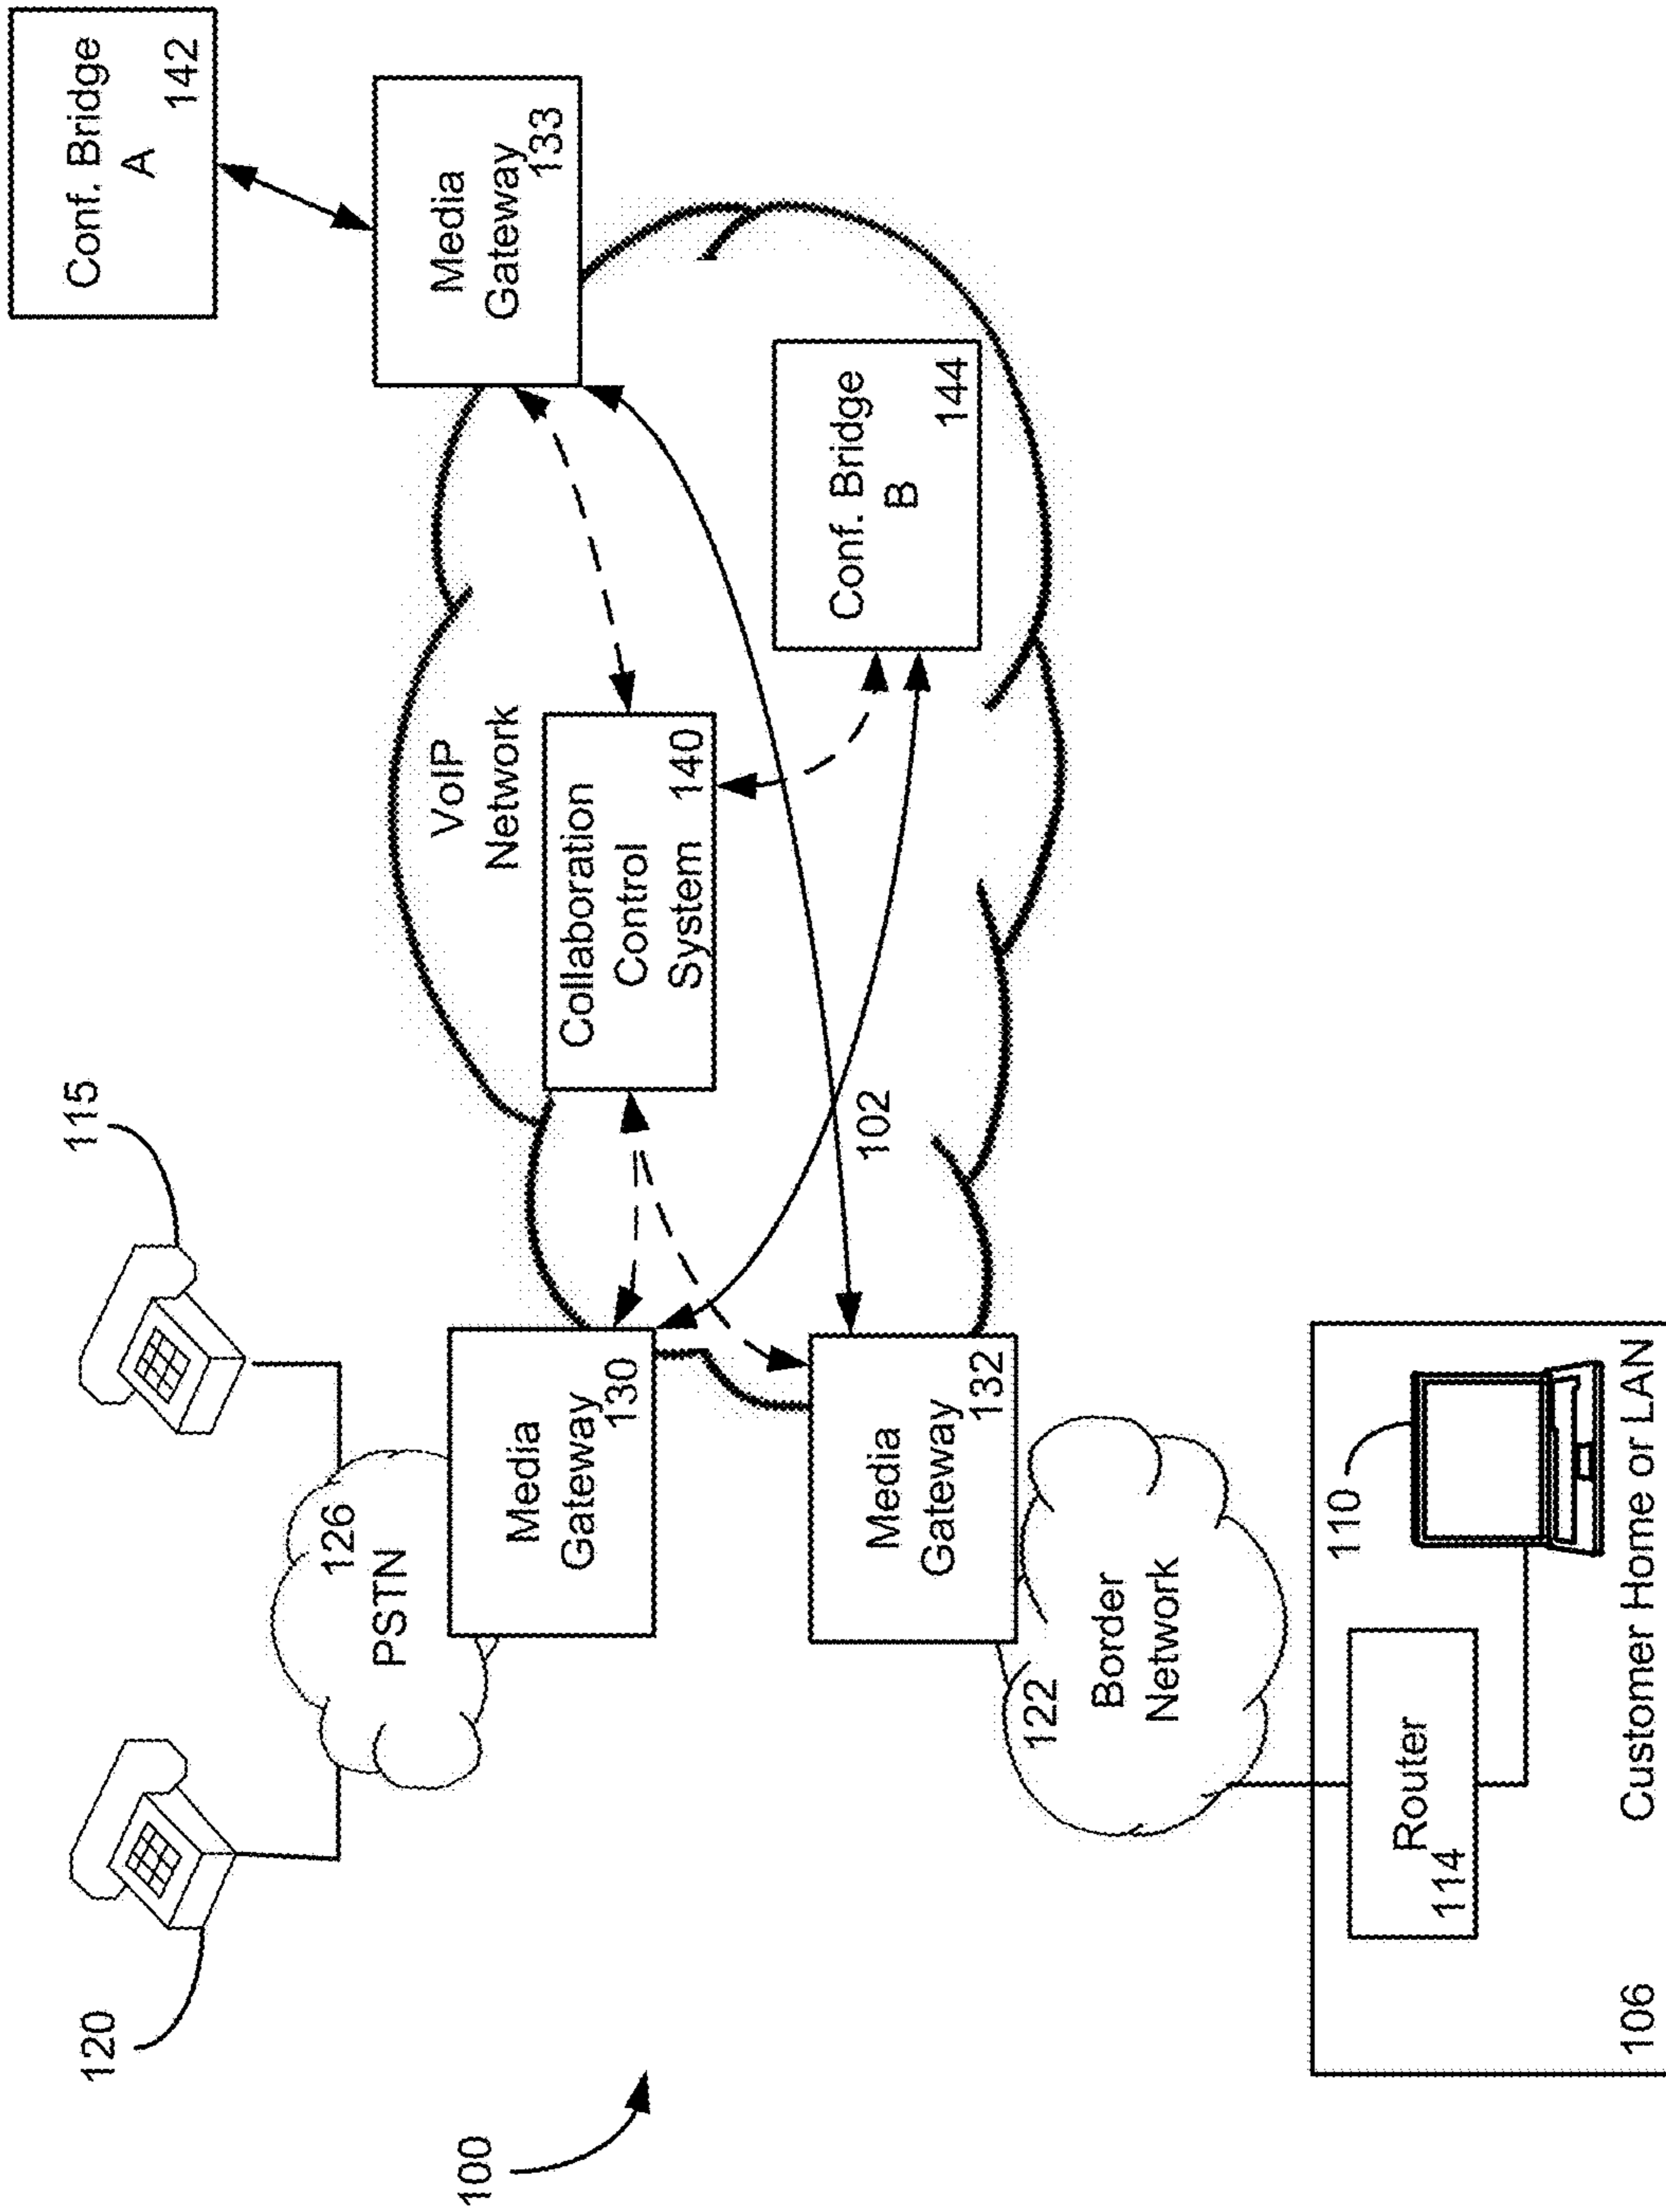 100
120
115
126
PSTN
Media
Gateway
130
Media
Gateway
132
122
Border
Network
Router
114
110
106
Customer Home or LAN
VoIP
Network
Collaboration
Control
System 140
102
Conf. Bridge
B
144
Media
Gateway
133
Conf. Bridge
A
142